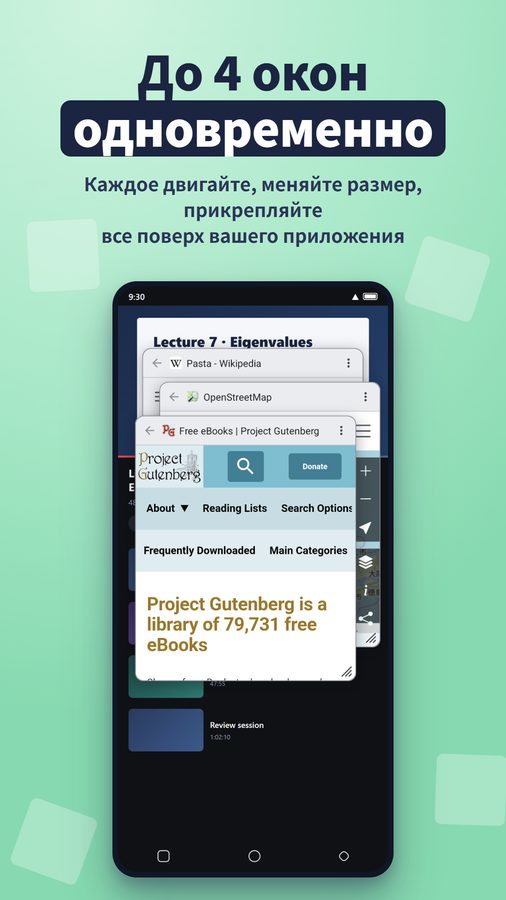 До 4 окон
одновременно
Каждое двигайте, меняйте размер,
прикрепляйте
все поверх вашего приложения
9:30
Lecture 7 · Eigenvalues
Pasta - Wikipedia
OpenStreetMap
Free eBooks | Project Gutenberg
Project
Gutenberg
Donate
About ▼ Reading Lists Search Options
Frequently Downloaded Main Categories
Project Gutenberg is a
library of 79,731 free
eBooks
47:55
Review session
1:02:10